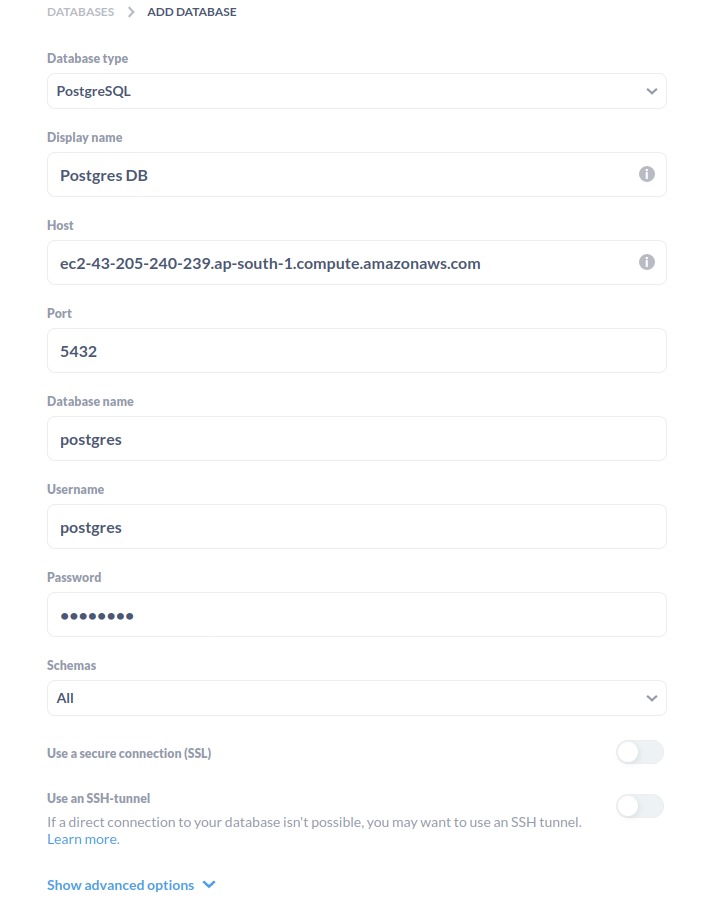 DATABASES > ADD DATABASE
Database type
PostgreSQL
Display name
Postgres DB
Host
ec2-43-205-240-239.ap-south-1.compute.amazonaws.com
Port
5432
Database name
postgres
Username
postgres
Password
••••••••
Schemas
All
Use a secure connection (SSL)
Use an SSH-tunnel
If a direct connection to your database isn't possible, you may want to use an SSH tunnel.
Learn more.
Show advanced options